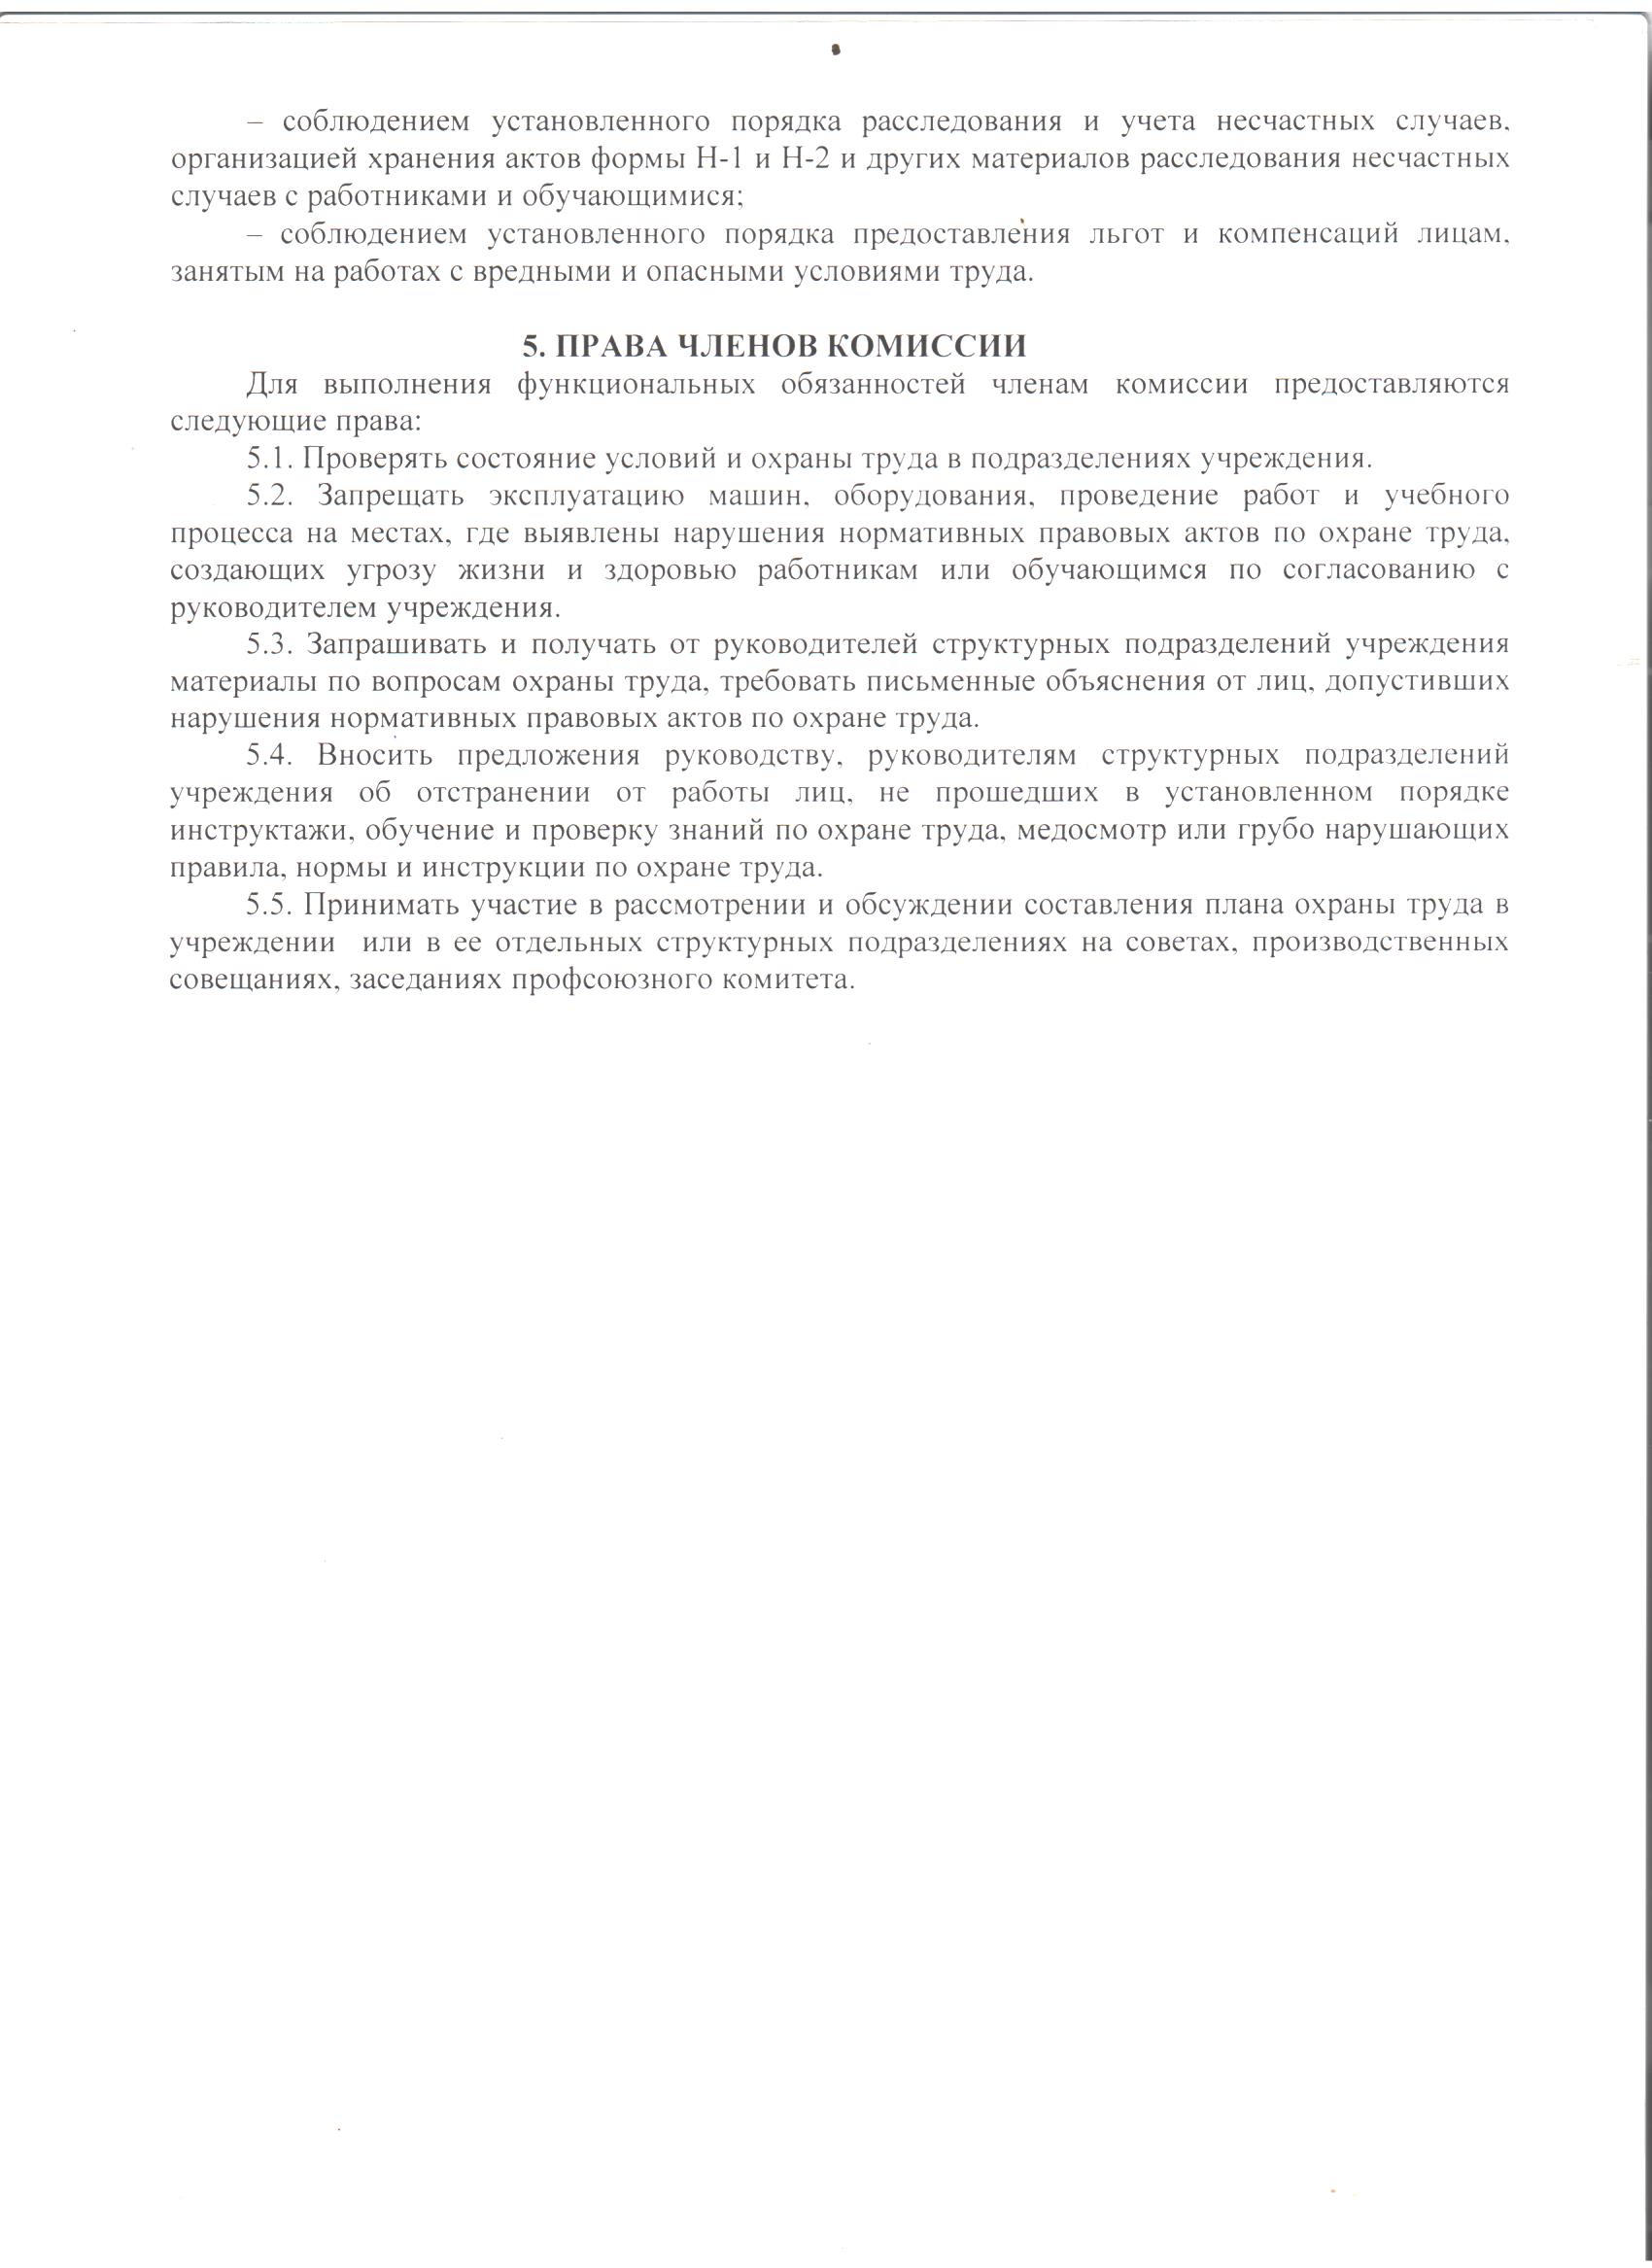 – соблюдением установленного порядка расследования и учета несчастных случаев,
организацией хранения актов формы Н-1 и Н-2 и других материалов расследования несчастных
случаев с работниками и обучающимися;
– соблюдением установленного порядка предоставления льгот и компенсаций лицам,
занятым на работах с вредными и опасными условиями труда.
5. ПРАВА ЧЛЕНОВ КОМИССИИ
Для выполнения функциональных обязанностей членам комиссии предоставляются
следующие права:
5.1. Проверять состояние условий и охраны труда в подразделениях учреждения.
5.2. Запрещать эксплуатацию машин, оборудования, проведение работ и учебного
процесса на местах, где выявлены нарушения нормативных правовых актов по охране труда,
создающих угрозу жизни и здоровью работникам или обучающимся по согласованию с
руководителем учреждения.
5.3. Запрашивать и получать от руководителей структурных подразделений учреждения
материалы по вопросам охраны труда, требовать письменные объяснения от лиц, допустивших
нарушения нормативных правовых актов по охране труда.
5.4. Вносить предложения руководству, руководителям структурных подразделений
учреждения об отстранении от работы лиц, не прошедших в установленном порядке
инструктажи, обучение и проверку знаний по охране труда, медосмотр или грубо нарушающих
правила, нормы и инструкции по охране труда.
5.5. Принимать участие в рассмотрении и обсуждении составления плана охраны труда в
учреждении или в ее отдельных структурных подразделениях на советах, производственных
совещаниях, заседаниях профсоюзного комитета.